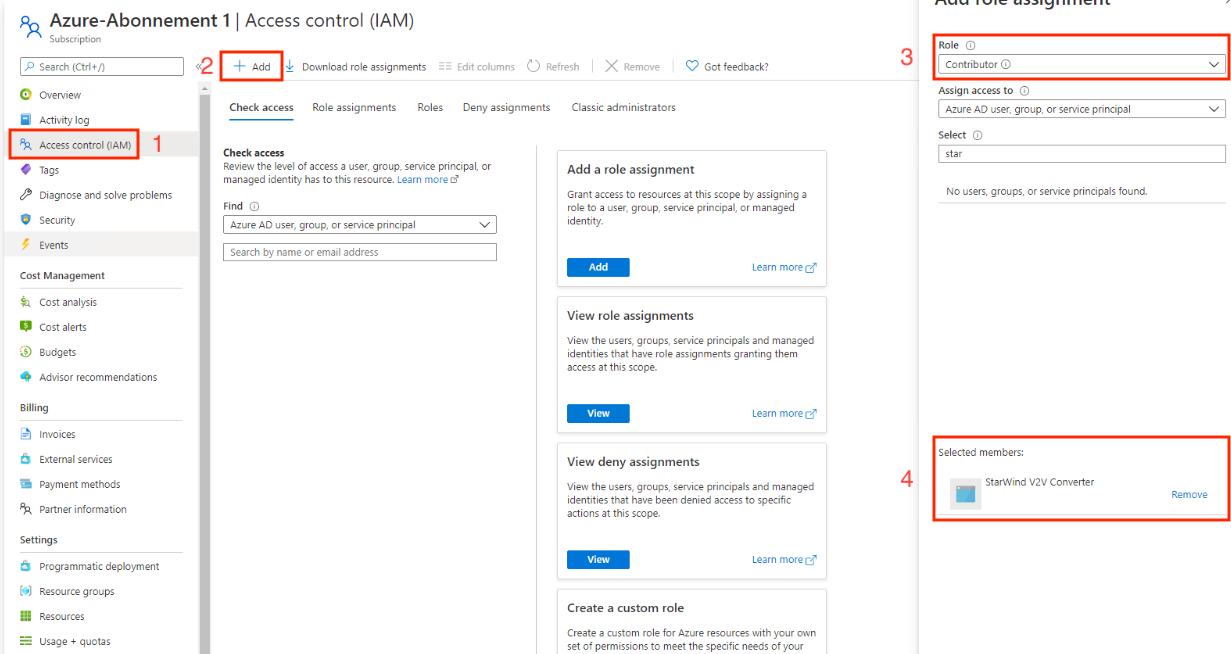 Azure-Abonnement 1 | Access control (IAM)
Subscription
Search (Ctrl+/)
«
2
Add
Download role assignments
Edit columns
Refresh
Remove
Got feedback?
Overview
Activity log
Access control (IAM)
1
Tags
Diagnose and solve problems
Security
Events
Cost Management
Cost analysis
Cost alerts
Budgets
Advisor recommendations
Billing
Invoices
External services
Payment methods
Partner information
Settings
Programmatic deployment
Resource groups
Resources
Usage + quotas
Check access
Role assignments
Roles
Deny assignments
Classic administrators
Check access
Review the level of access a user, group, service principal, or
managed identity has to this resource. Learn more
Find
Azure AD user, group, or service principal
Search by name or email address
Add a role assignment
Grant access to resources at this scope by assigning a
role to a user, group, service principal, or managed
identity.
Add
Learn more
View role assignments
View the users, groups, service principals and managed
identities that have role assignments granting them
access at this scope.
View
Learn more
View deny assignments
View the users, groups, service principals and managed
identities that have been denied access to specific
actions at this scope.
View
Learn more
Create a custom role
Create a custom role for Azure resources with your own
set of permissions to meet the specific needs of your
Add role assignment
3
Role
Contributor
Assign access to
Azure AD user, group, or service principal
Select
star
No users, groups, or service principals found.
4
Selected members:
StarWind V2V Converter
Remove